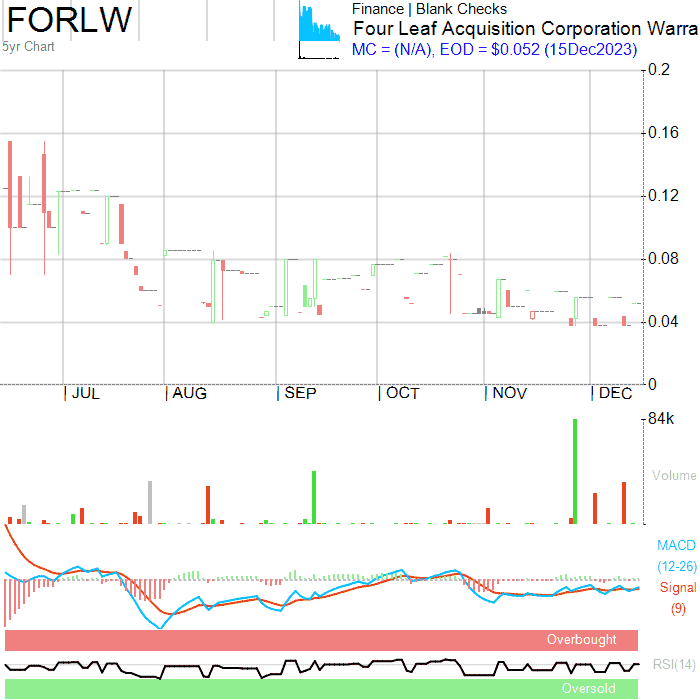 FORLW
5yr Chart
Finance | Blank Checks
Four Leaf Acquisition Corporation Warra
MC = (N/A), EOD = $0.052 (15Dec2023)
0.2
0.16
0.12
0.08
0.04
0
| JUL | AUG | SEP | OCT | NOV | DEC
84k
Volume
MACD
(12-26)
Signal
(9)
Overbought
RSI(14)
Oversold